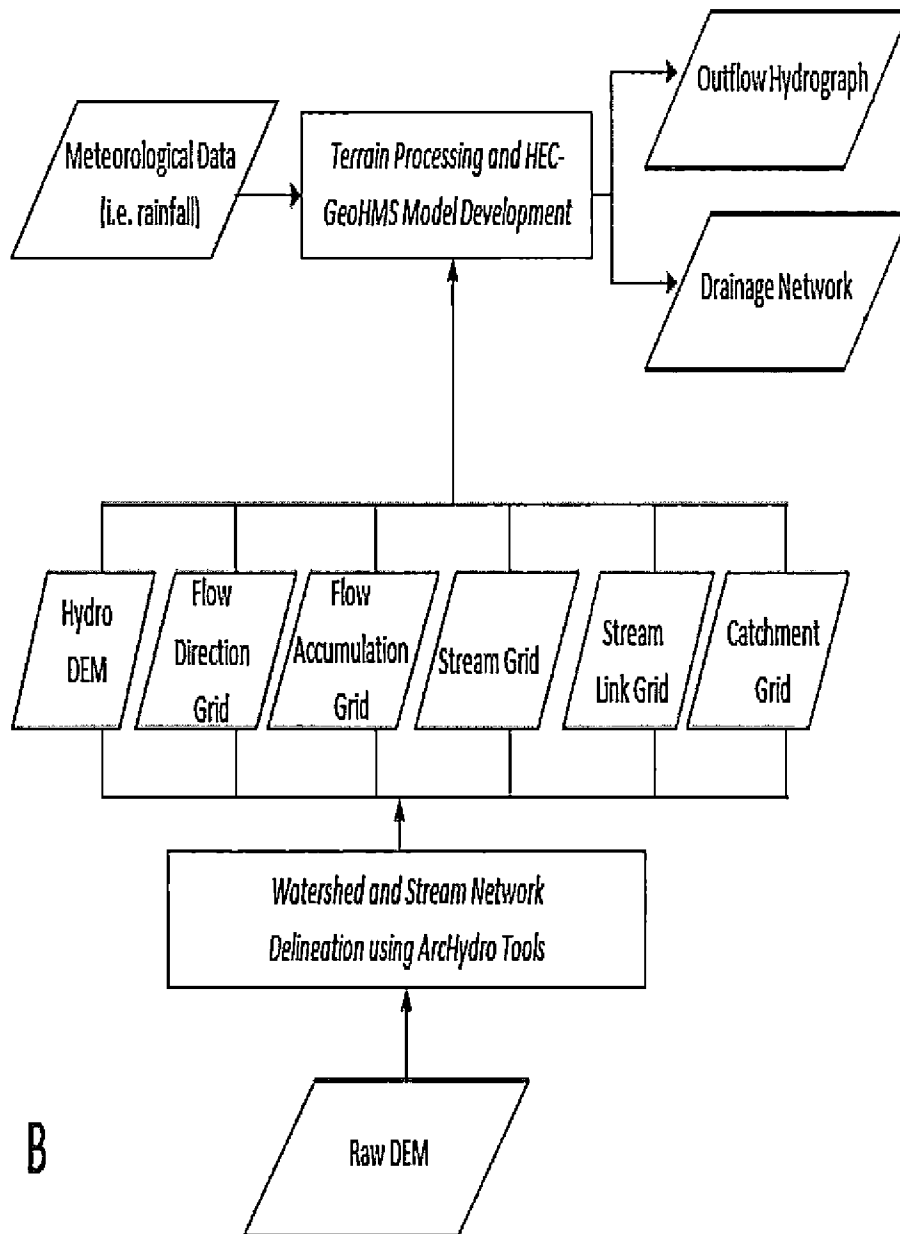 Outflow Hydrograph
Meteorological Data
(i.e. rainfall)
Terrain Processing and HEC-
GeoHMS Model Development
Drainage Network
Hydro
DEM
Flow
Direction
Grid
Flow
Accumulation
Grid
Stream Grid
Stream
Link Grid
Catchment
Grid
Watershed and Stream Network
Delineation using ArcHydro Tools
Raw DEM
B